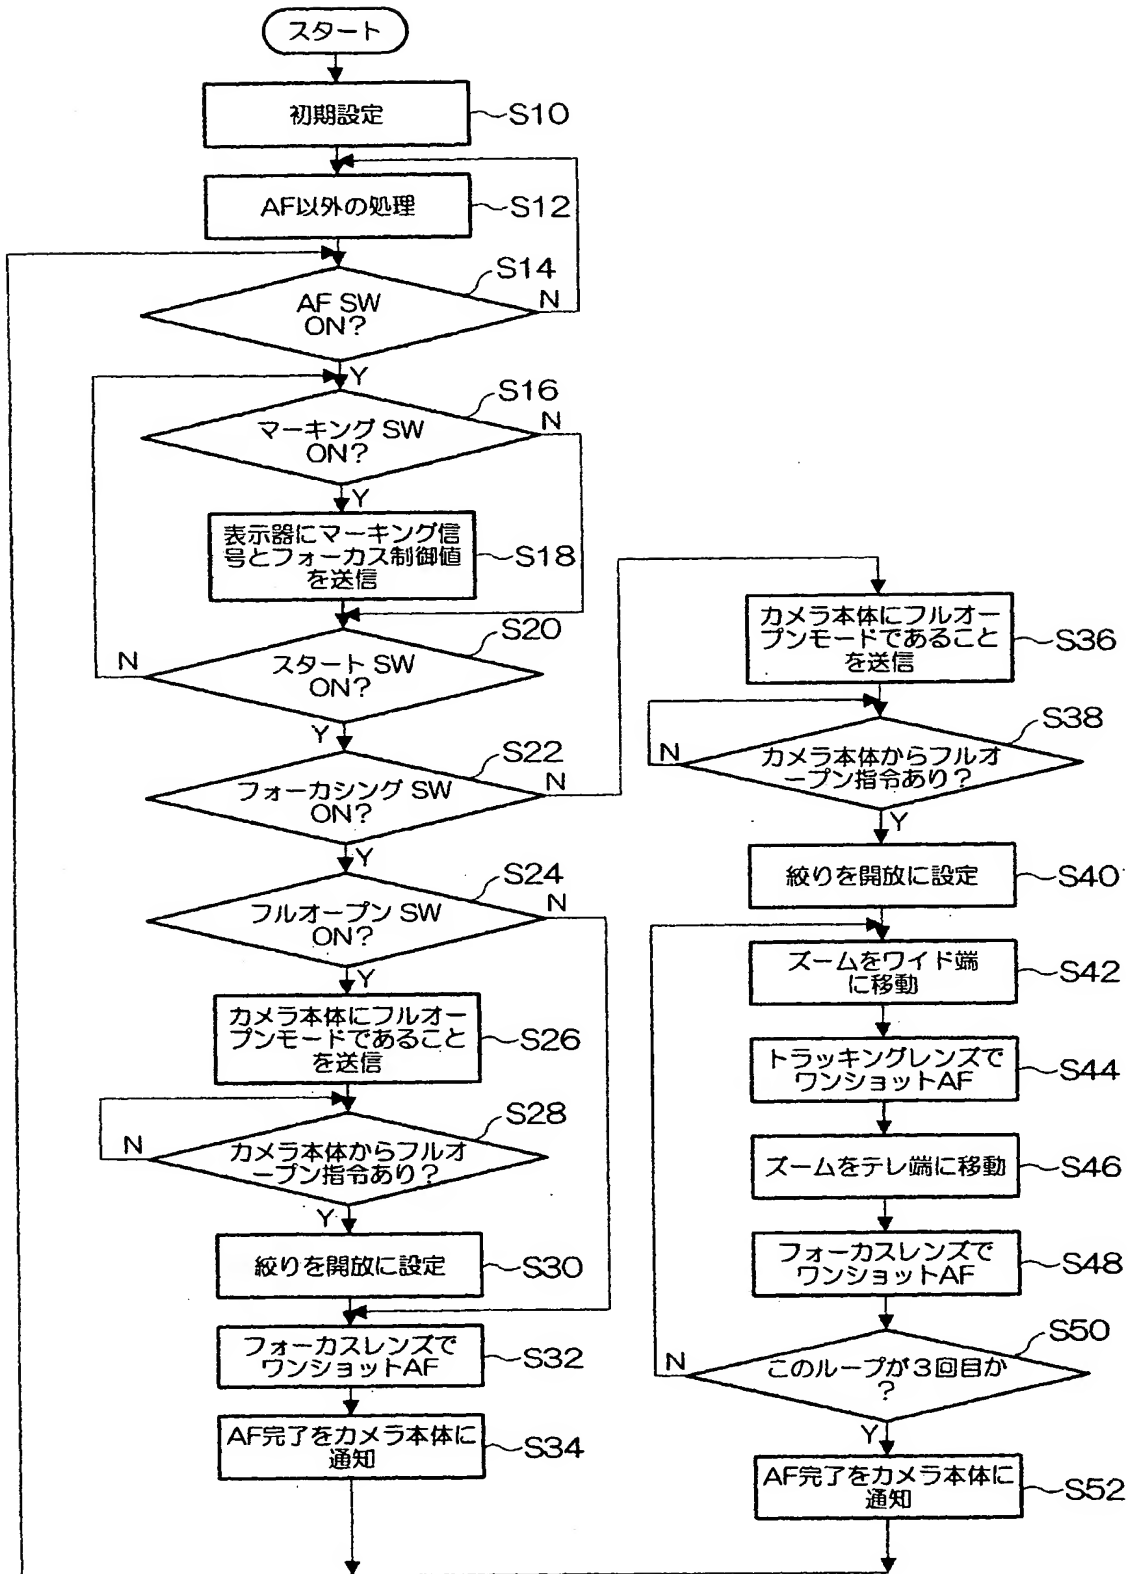 スタート
初期設定
S10
AF以外の処理
S12
S14
AF SW
ON?
N
Y
S16
マーキング SW
ON?
N
Y
表示器にマーキング信
号とフォーカス制御値
を送信
S18
S20
スタート SW
ON?
N
Y
S22
フォーカシング SW
ON?
N
Y
S24
フルオープン SW
ON?
N
Y
カメラ本体にフルオー
プンモードであること
を送信
S26
S28
カメラ本体からフルオ
ープン指令あり?
N
Y
絞りを開放に設定
S30
フォーカスレンズで
ワンショットAF
S32
AF完了をカメラ本体に
通知
S34
カメラ本体にフルオー
プンモードであること
を送信
S36
S38
カメラ本体からフルオ
ープン指令あり?
N
Y
絞りを開放に設定
S40
ズームをワイド端
に移動
S42
トラッキングレンズで
ワンショットAF
S44
ズームをテレ端に移動
S46
フォーカスレンズで
ワンショットAF
S48
S50
このループが3回目か
?
N
Y
AF完了をカメラ本体に
通知
S52